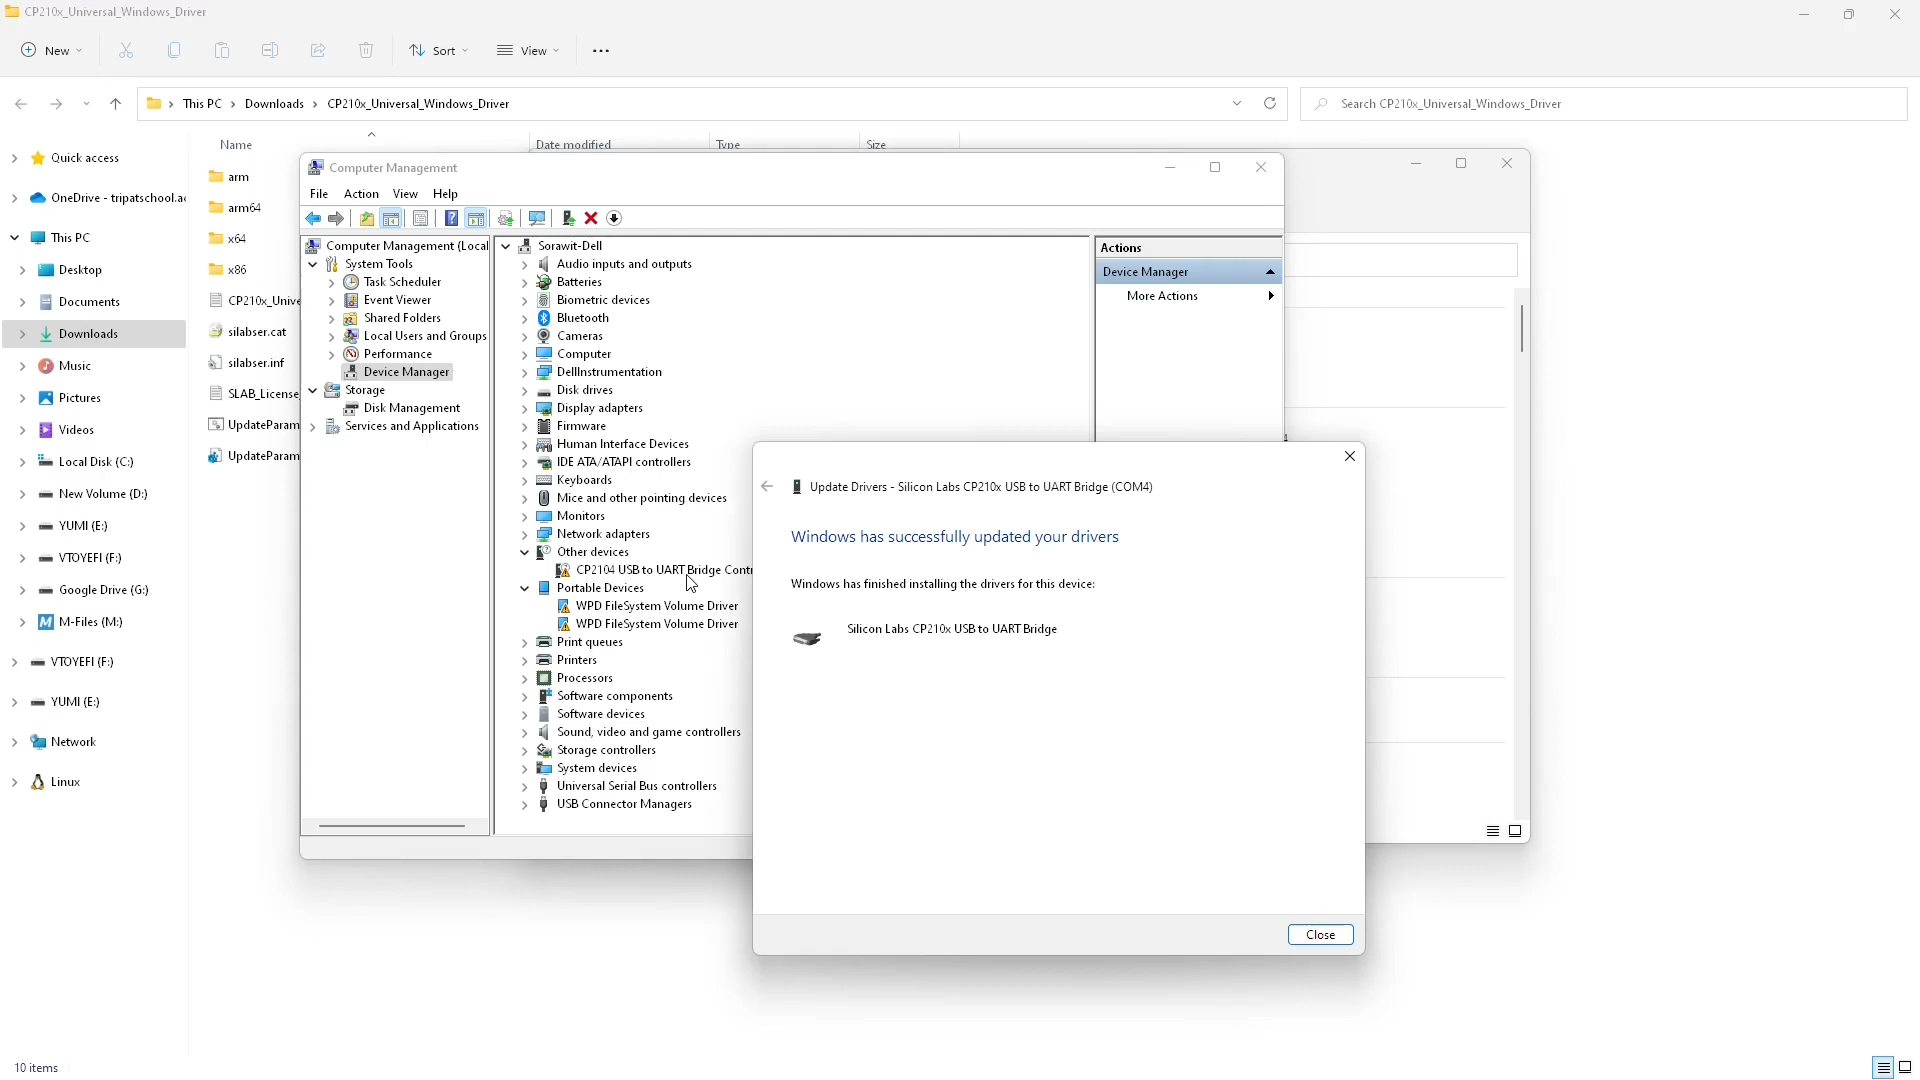 CP210x_Universal_Windows_Driver
New
Sort
View
This PC
Downloads
CP210x_Universal_Windows_Driver
Search CP210x_Universal_Windows_Driver
Name
Date modified
Type
Size
Quick access
OneDrive - tripatschool.ac
This PC
Desktop
Documents
Downloads
Music
Pictures
Videos
Local Disk (C:)
New Volume (D:)
YUMI (E:)
VTOYEFI (F:)
Google Drive (G:)
M-Files (M:)
VTOYEFI (F:)
YUMI (E:)
Network
Linux
arm
arm64
x64
x86
CP210x_Unive
silabser.cat
silabser.inf
SLAB_License_
UpdateParam
UpdateParam
Computer Management
File Action View Help
Computer Management (Local
System Tools
Task Scheduler
Event Viewer
Shared Folders
Local Users and Groups
Performance
Device Manager
Storage
Disk Management
Services and Applications
Sorawit-Dell
Audio inputs and outputs
Batteries
Biometric devices
Bluetooth
Cameras
Computer
DellInstrumentation
Disk drives
Display adapters
Firmware
Human Interface Devices
IDE ATA/ATAPI controllers
Keyboards
Mice and other pointing devices
Monitors
Network adapters
Other devices
CP2104 USB to UART Bridge Contr
Portable Devices
WPD FileSystem Volume Driver
WPD FileSystem Volume Driver
Print queues
Printers
Processors
Software components
Software devices
Sound, video and game controllers
Storage controllers
System devices
Universal Serial Bus controllers
USB Connector Managers
Actions
Device Manager
More Actions
Update Drivers - Silicon Labs CP210x USB to UART Bridge (COM4)
Windows has successfully updated your drivers
Windows has finished installing the drivers for this device:
Silicon Labs CP210x USB to UART Bridge
Close
10 items